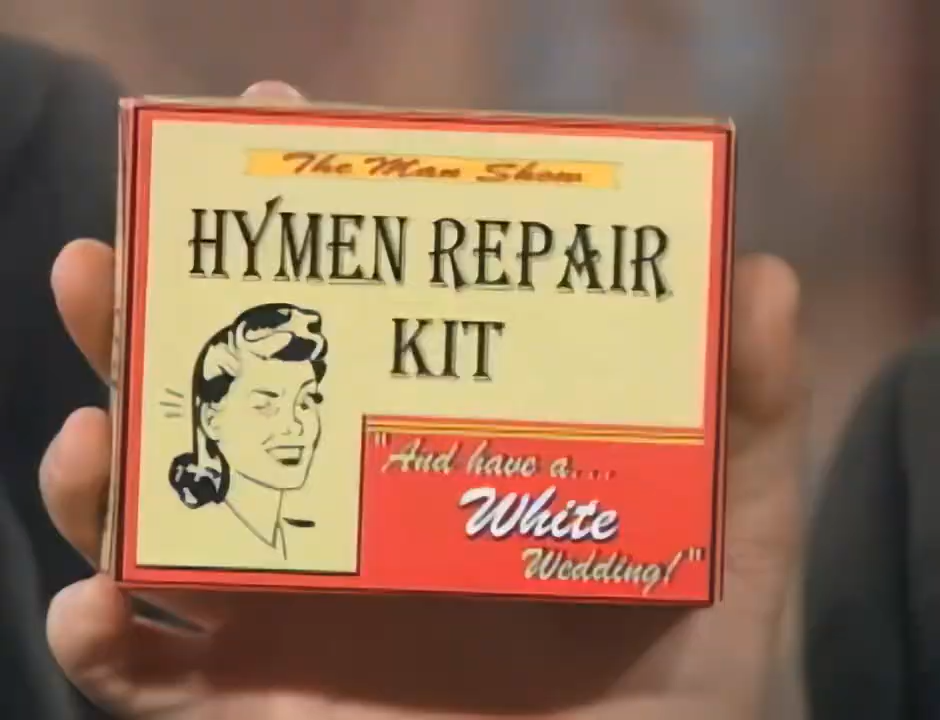 The Man Show
HYMEN REPAIR
KIT
"And have a...
White
Wedding!"